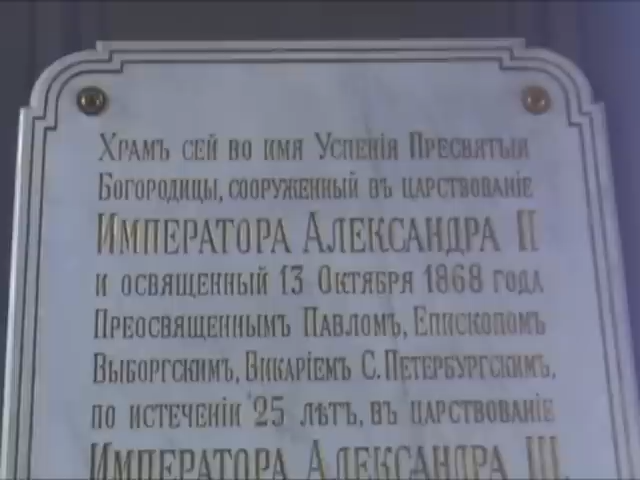 Храмъ сей во имя Успенія Пресвятыя
Богородицы, сооруженный въ царствованіе
Императора Александра II
и освященный 13 Октября 1868 года
Преосвященнымъ Павломъ, Епископомъ
Выборгскимъ, Викаріемъ С. Петербургскимъ,
по истеченіи 25 лѣтъ, въ царствованіе
Императора Александра III